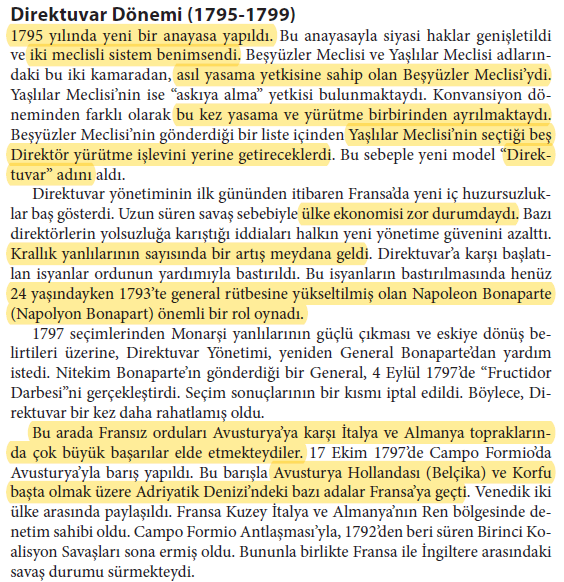 Direktuvar Dönemi (1795-1799)
1795 yılında yeni bir anayasa yapıldı. Bu anayasayla siyasi haklar genişletildi
ve iki meclisli sistem benimsendi. Beşyüzler Meclisi ve Yaşlılar Meclisi adların-
daki bu iki kamaradan, asıl yasama yetkisine sahip olan Beşyüzler Meclisi’ydi.
Yaşlılar Meclisi’nin ise “askıya alma” yetkisi bulunmaktaydı. Konvansiyon dö-
neminden farklı olarak bu kez yasama ve yürütme birbirinden ayrılmaktaydı.
Beşyüzler Meclisi’nin gönderdiği bir liste içinden Yaşlılar Meclisi’nin seçtiği beş
Direktör yürütme işlevini yerine getireceklerdi. Bu sebeple yeni model “Direk-
tuvar” adını aldı.
Direktuvar yönetiminin ilk gününden itibaren Fransa’da yeni iç huzursuzluk-
lar baş gösterdi. Uzun süren savaş sebebiyle ülke ekonomisi zor durumdaydı. Bazı
direktörlerin yolsuzluğa karıştığı iddiaları halkın yeni yönetime güvenini azalttı.
Krallık yanlılarının sayısında bir artış meydana geldi. Direktuvar’a karşı başlatı-
lan isyanlar ordunun yardımıyla bastırıldı. Bu isyanların bastırılmasında henüz
24 yaşındayken 1793’te general rütbesine yükseltilmiş olan Napoleon Bonaparte
(Napolyon Bonapart) önemli bir rol oynadı.
1797 seçimlerinden Monarşi yanlılarının güçlü çıkması ve eskiye dönüş be-
lirtileri üzerine, Direktuvar Yönetimi, yeniden General Bonaparte’dan yardım
istedi. Nitekim Bonaparte’ın gönderdiği bir General, 4 Eylül 1797’de “Fructidor
Darbesi”ni gerçekleştirdi. Seçim sonuçlarının bir kısmı iptal edildi. Böylece, Di-
rektuvar bir kez daha rahatlamış oldu.
Bu arada Fransız orduları Avusturya’ya karşı İtalya ve Almanya toprakların-
da çok büyük başarılar elde etmekteydiler. 17 Ekim 1797’de Campo Formio’da
Avusturya’yla barış yapıldı. Bu barışla Avusturya Hollandası (Belçika) ve Korfu
başta olmak üzere Adriyatik Denizi’ndeki bazı adalar Fransa’ya geçti. Venedik iki
ülke arasında paylaşıldı. Fransa Kuzey İtalya ve Almanya’nın Ren bölgesinde de-
netim sahibi oldu. Campo Formio Antlaşması’yla, 1792’den beri süren Birinci Ko-
alisyon Savaşları sona ermiş oldu. Bununla birlikte Fransa ile İngiltere arasındaki
savaş durumu sürmekteydi.